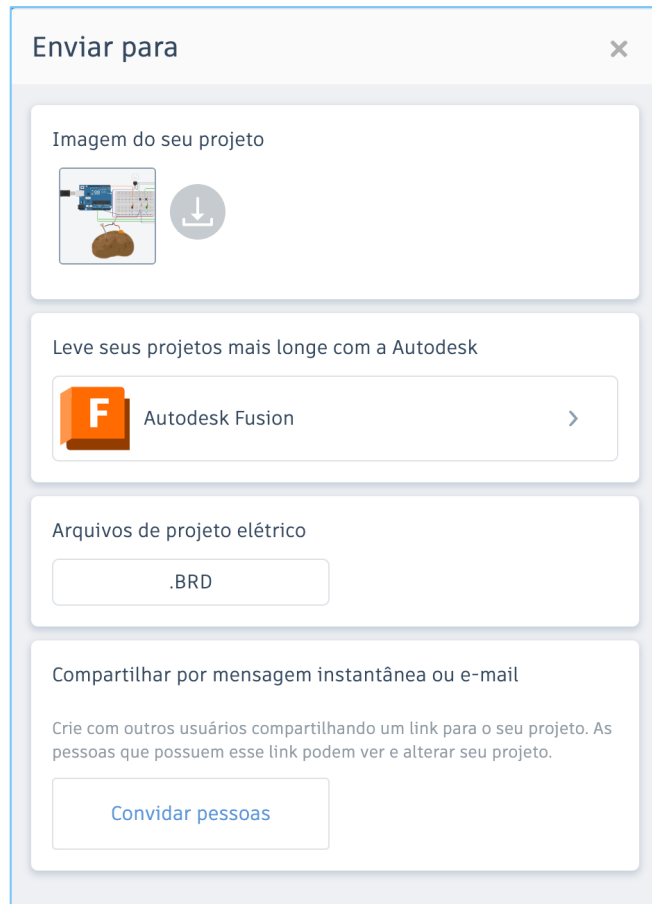 Enviar para
Imagem do seu projeto
Leve seus projetos mais longe com a Autodesk
F
Autodesk Fusion
Arquivos de projeto elétrico
.BRD
Compartilhar por mensagem instantânea ou e-mail
Crie com outros usuários compartilhando um link para o seu projeto. As
pessoas que possuem esse link podem ver e alterar seu projeto.
Convidar pessoas